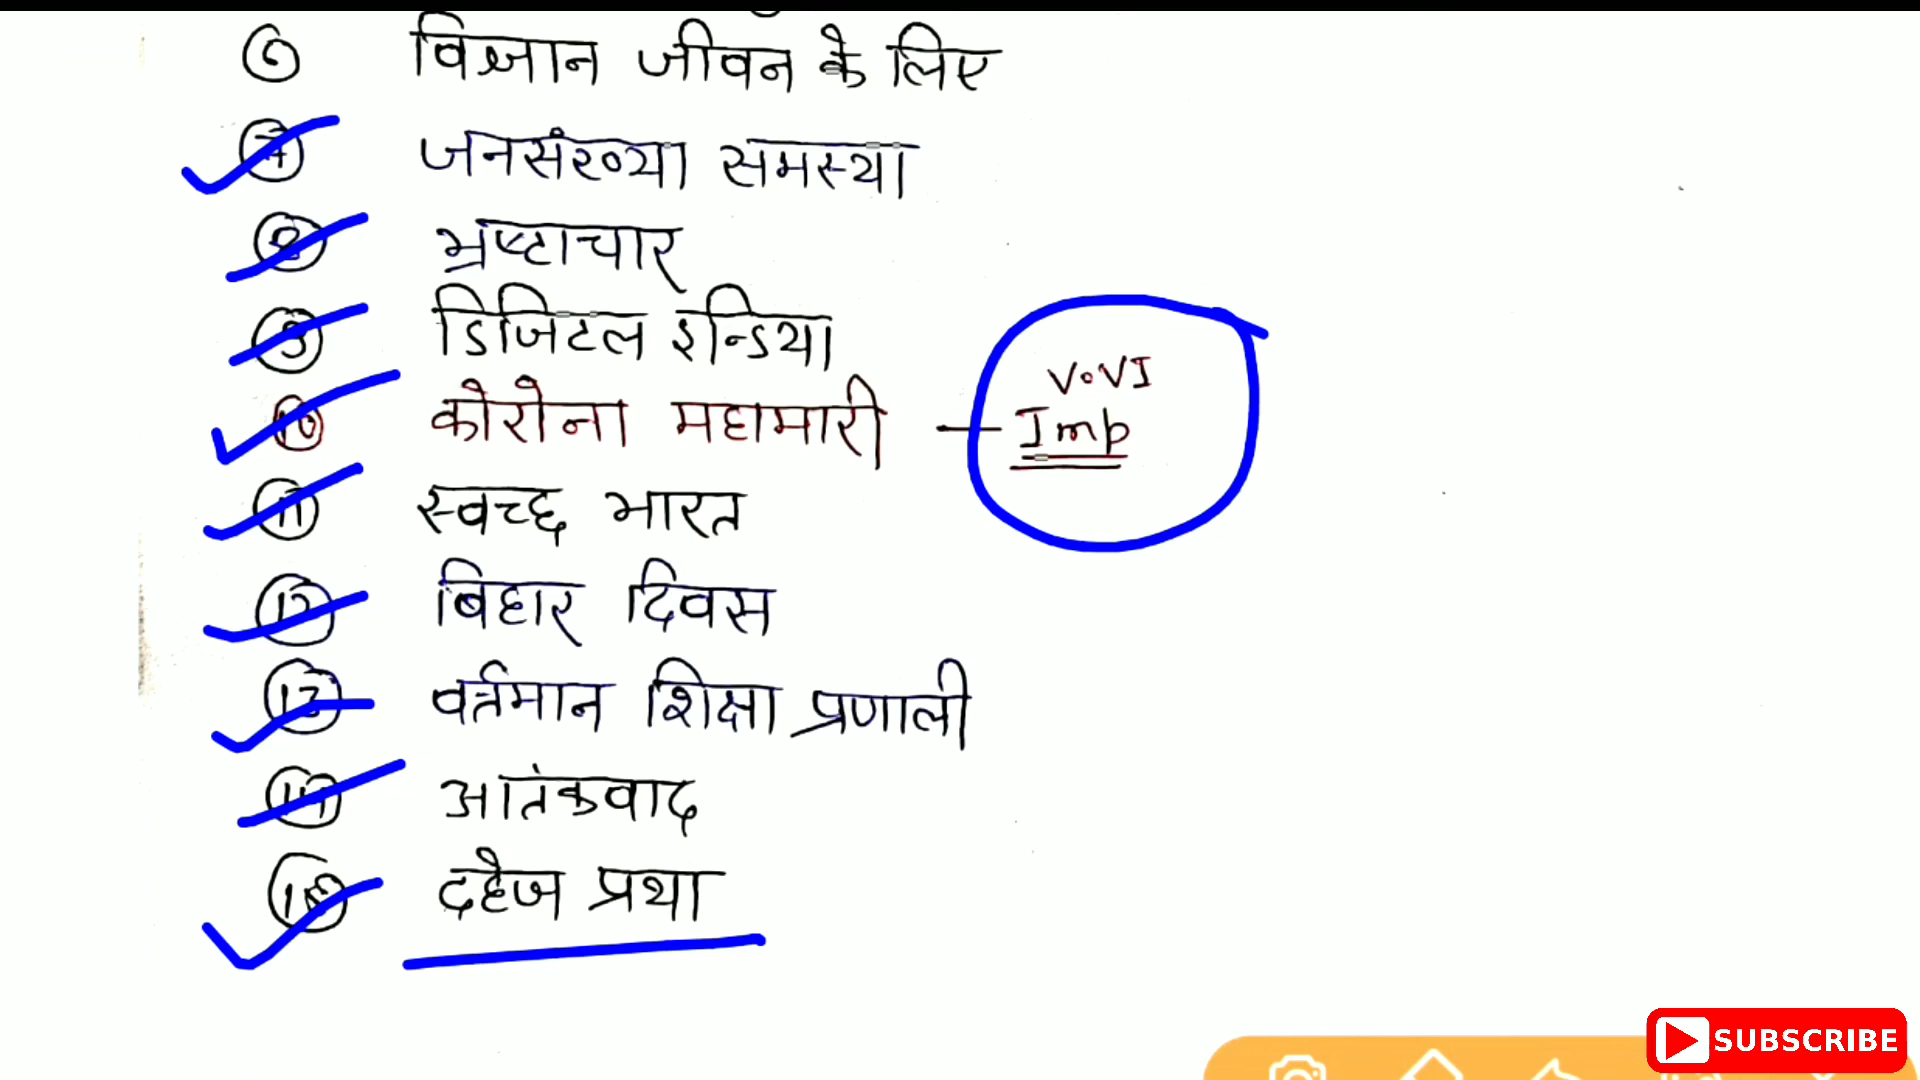 ⑥ विज्ञान जीवन के लिए
⑦ जनसंख्या समस्या
⑧ भ्रष्टाचार
⑨ डिजिटल इन्डिया
⑩ कोरोना महामारी — V.V.I
Imp
⑪ स्वच्छ भारत
⑫ बिहार दिवस
⑬ वर्तमान शिक्षा प्रणाली
⑭ आतंकवाद
⑮ दहेज प्रथा
SUBSCRIBE